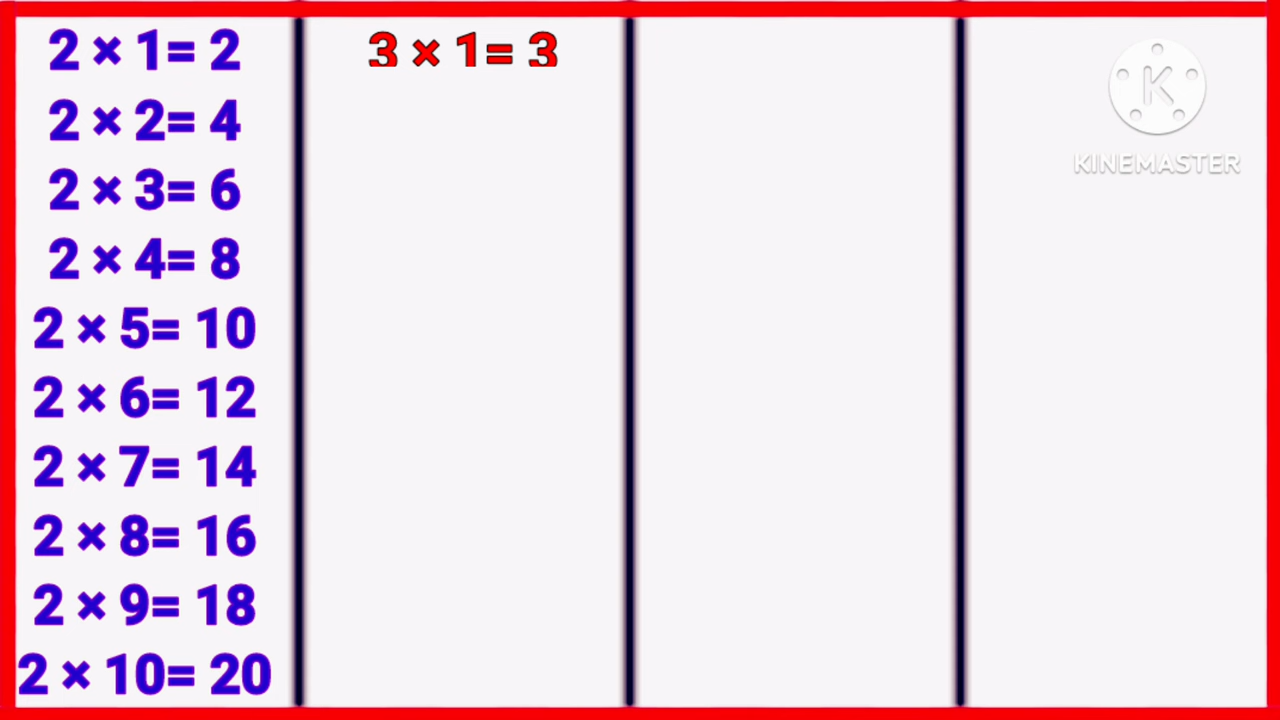 2 × 1= 2
2 × 2= 4
2 × 3= 6
2 × 4= 8
2 × 5= 10
2 × 6= 12
2 × 7= 14
2 × 8= 16
2 × 9= 18
2 × 10= 20
3 × 1= 3
K
KINEMASTER